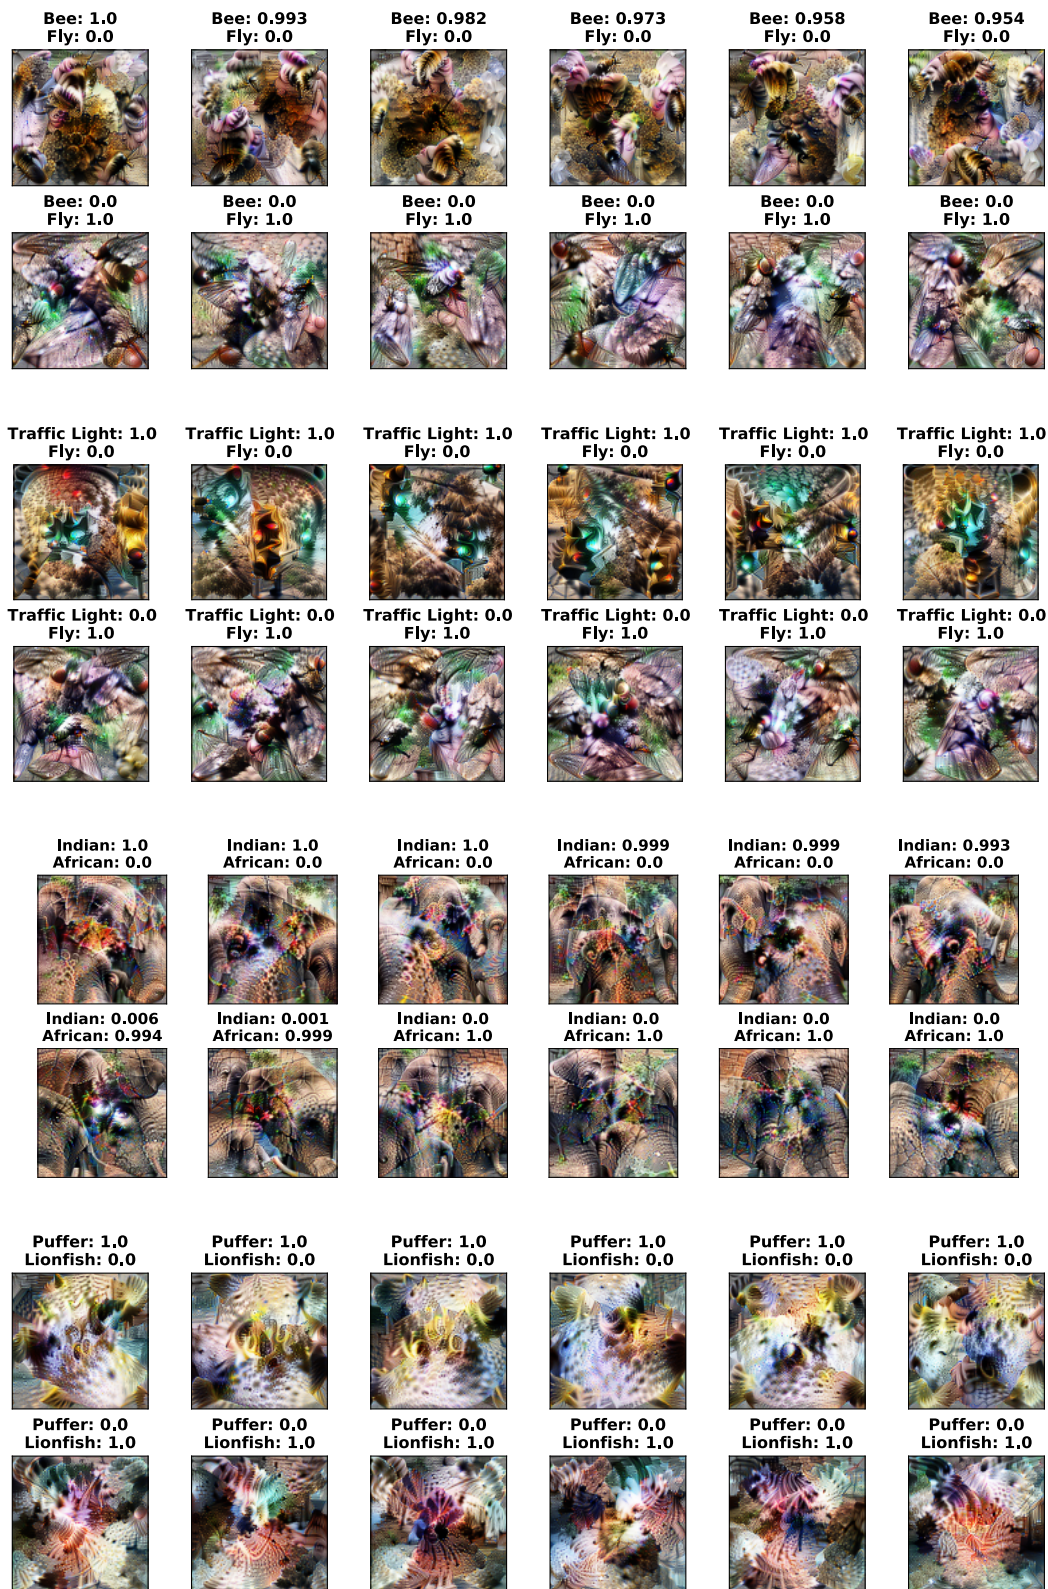 Bee: 1.0 Bee: 0.993 Bee: 0.982 Bee: 0.973 Bee: 0.958 Bee: 0.954
Fly: 0.0 Fly: 0.0 Fly: 0.0 Fly: 0.0 Fly: 0.0 Fly: 0.0
Bee: 0.0 Bee: 0.0 Bee: 0.0 Bee: 0.0 Bee: 0.0 Bee: 0.0
Fly: 1.0 Fly: 1.0 Fly: 1.0 Fly: 1.0 Fly: 1.0 Fly: 1.0
Traffic Light: 1.0 Traffic Light: 1.0 Traffic Light: 1.0 Traffic Light: 1.0 Traffic Light: 1.0 Traffic Light: 1.0
Fly: 0.0 Fly: 0.0 Fly: 0.0 Fly: 0.0 Fly: 0.0 Fly: 0.0
Traffic Light: 0.0 Traffic Light: 0.0 Traffic Light: 0.0 Traffic Light: 0.0 Traffic Light: 0.0 Traffic Light: 0.0
Fly: 1.0 Fly: 1.0 Fly: 1.0 Fly: 1.0 Fly: 1.0 Fly: 1.0
Indian: 1.0 Indian: 1.0 Indian: 1.0 Indian: 0.999 Indian: 0.999 Indian: 0.993
African: 0.0 African: 0.0 African: 0.0 African: 0.0 African: 0.0 African: 0.0
Indian: 0.006 Indian: 0.001 Indian: 0.0 Indian: 0.0 Indian: 0.0 Indian: 0.0
African: 0.994 African: 0.999 African: 1.0 African: 1.0 African: 1.0 African: 1.0
Puffer: 1.0 Puffer: 1.0 Puffer: 1.0 Puffer: 1.0 Puffer: 1.0 Puffer: 1.0
Lionfish: 0.0 Lionfish: 0.0 Lionfish: 0.0 Lionfish: 0.0 Lionfish: 0.0 Lionfish: 0.0
Puffer: 0.0 Puffer: 0.0 Puffer: 0.0 Puffer: 0.0 Puffer: 0.0 Puffer: 0.0
Lionfish: 1.0 Lionfish: 1.0 Lionfish: 1.0 Lionfish: 1.0 Lionfish: 1.0 Lionfish: 1.0